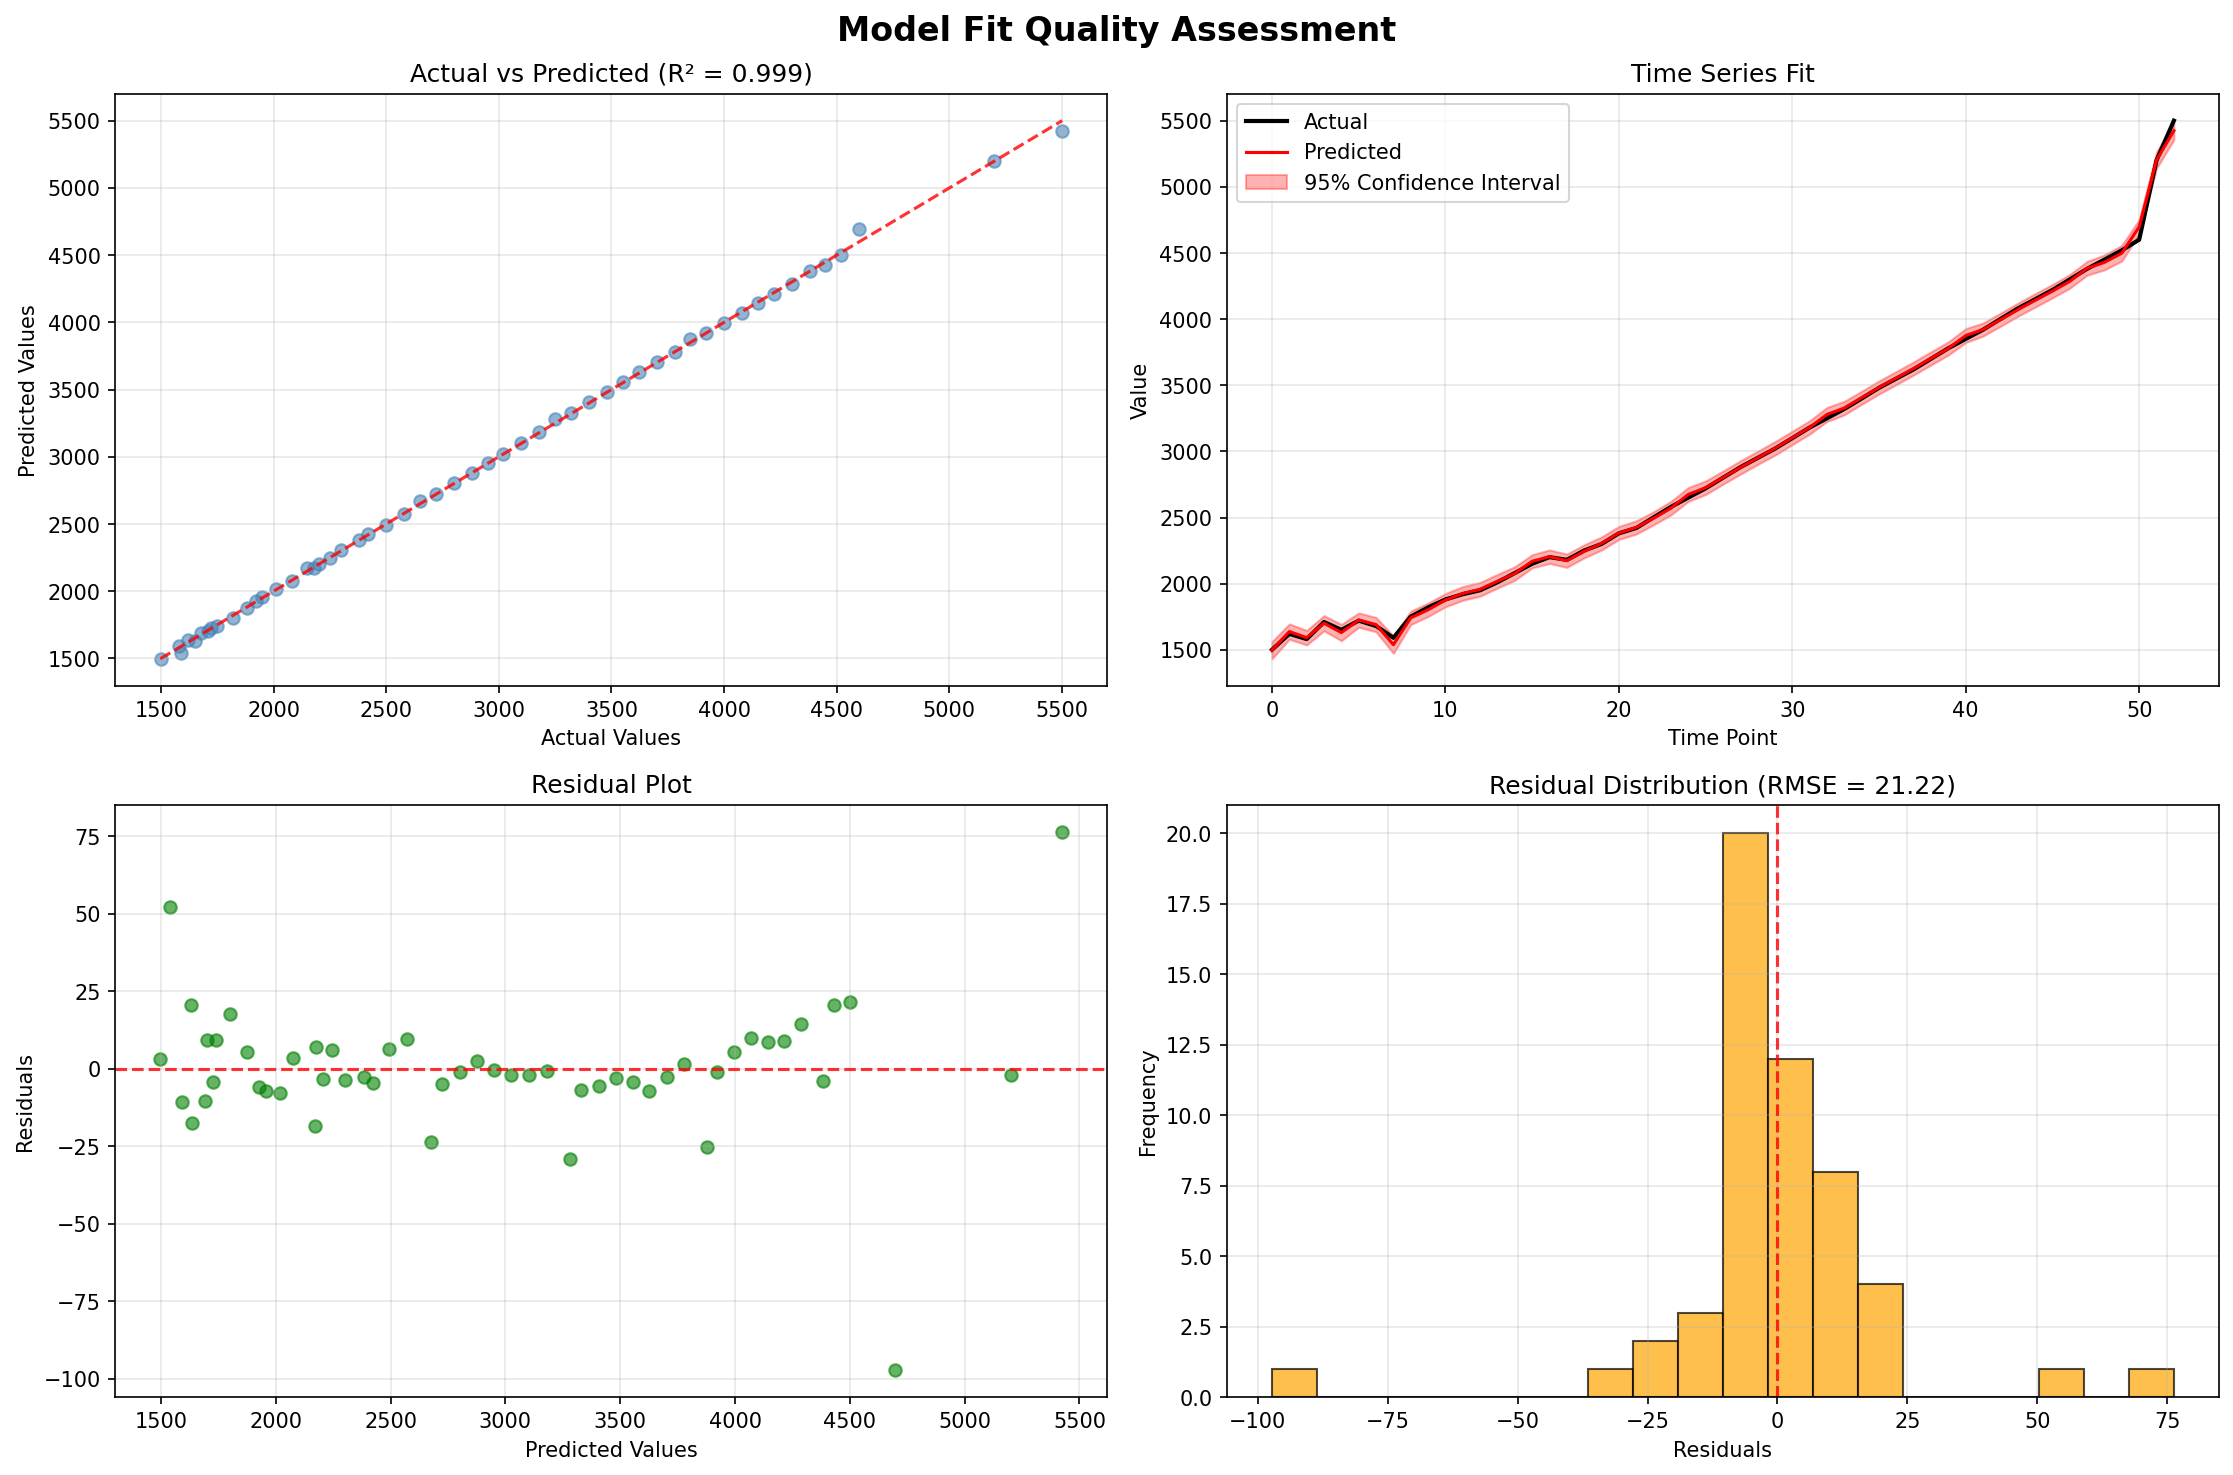 Model Fit Quality Assessment
Actual vs Predicted (R² = 0.999)
5500
5000
4500
4000
3500
3000
2500
2000
1500
Predicted Values
1500 2000 2500 3000 3500 4000 4500 5000 5500
Actual Values
Time Series Fit
Actual
Predicted
95% Confidence Interval
5500
5000
4500
4000
3500
3000
2500
2000
1500
Value
0 10 20 30 40 50
Time Point
Residual Plot
75
50
25
0
−25
−50
−75
−100
Residuals
1500 2000 2500 3000 3500 4000 4500 5000 5500
Predicted Values
Residual Distribution (RMSE = 21.22)
20.0
17.5
15.0
12.5
10.0
7.5
5.0
2.5
0.0
Frequency
−100 −75 −50 −25 0 25 50 75
Residuals